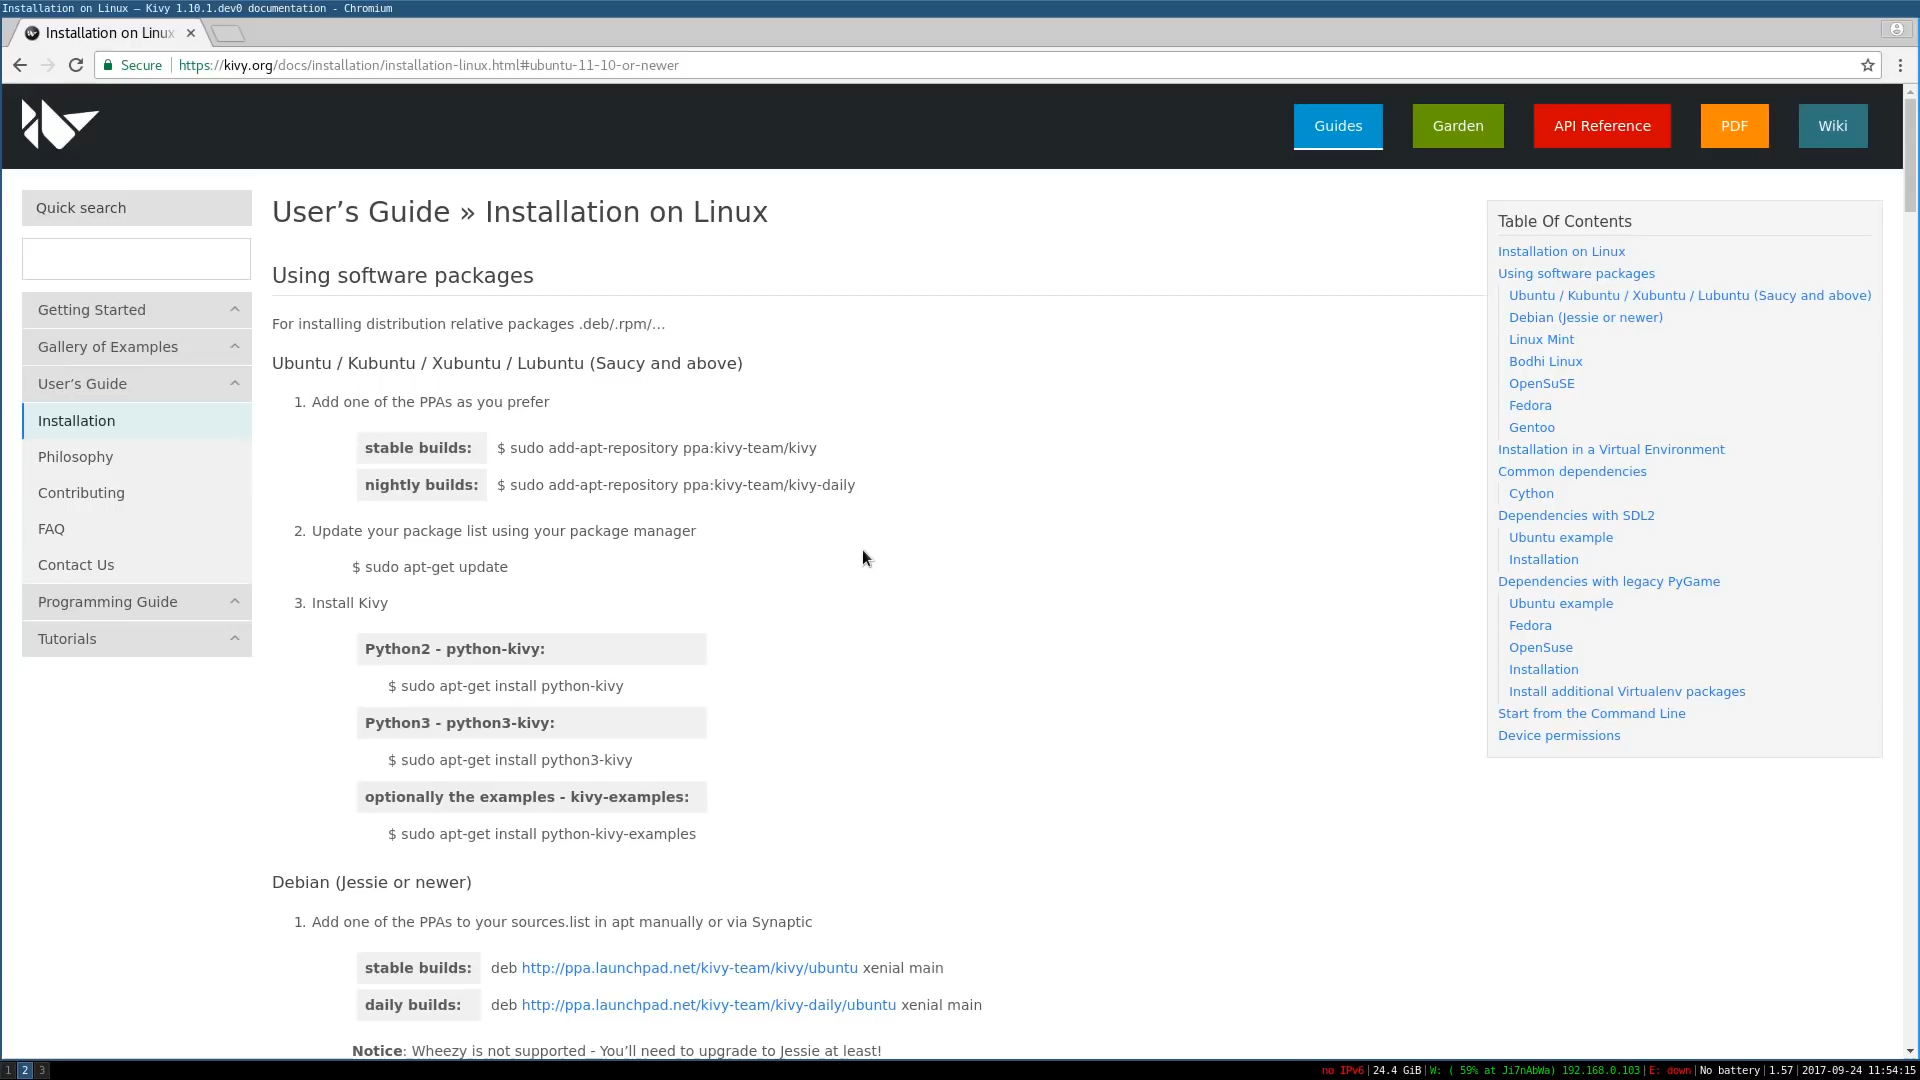 Installation on Linux — Kivy 1.10.1.dev0 documentation - Chromium
Installation on Linux
Secure https://kivy.org/docs/installation/installation-linux.html#ubuntu-11-10-or-newer
Guides Garden API Reference PDF Wiki
Quick search
Getting Started
Gallery of Examples
User’s Guide
Installation
Philosophy
Contributing
FAQ
Contact Us
Programming Guide
Tutorials
User’s Guide » Installation on Linux
Using software packages
For installing distribution relative packages .deb/.rpm/…
Ubuntu / Kubuntu / Xubuntu / Lubuntu (Saucy and above)
1. Add one of the PPAs as you prefer
stable builds: $ sudo add-apt-repository ppa:kivy-team/kivy
nightly builds: $ sudo add-apt-repository ppa:kivy-team/kivy-daily
2. Update your package list using your package manager
$ sudo apt-get update
3. Install Kivy
Python2 - python-kivy:
$ sudo apt-get install python-kivy
Python3 - python3-kivy:
$ sudo apt-get install python3-kivy
optionally the examples - kivy-examples:
$ sudo apt-get install python-kivy-examples
Debian (Jessie or newer)
1. Add one of the PPAs to your sources.list in apt manually or via Synaptic
stable builds: deb http://ppa.launchpad.net/kivy-team/kivy/ubuntu xenial main
daily builds: deb http://ppa.launchpad.net/kivy-team/kivy-daily/ubuntu xenial main
Notice: Wheezy is not supported - You’ll need to upgrade to Jessie at least!
Table Of Contents
Installation on Linux
Using software packages
Ubuntu / Kubuntu / Xubuntu / Lubuntu (Saucy and above)
Debian (Jessie or newer)
Linux Mint
Bodhi Linux
OpenSuSE
Fedora
Gentoo
Installation in a Virtual Environment
Common dependencies
Cython
Dependencies with SDL2
Ubuntu example
Installation
Dependencies with legacy PyGame
Ubuntu example
Fedora
OpenSuse
Installation
Install additional Virtualenv packages
Start from the Command Line
Device permissions
1 2 3
no IPv6 | 24.4 GiB | W: ( 59% at Ji7nAbWa) 192.168.0.103 | E: down | No battery | 1.57 | 2017-09-24 11:54:15